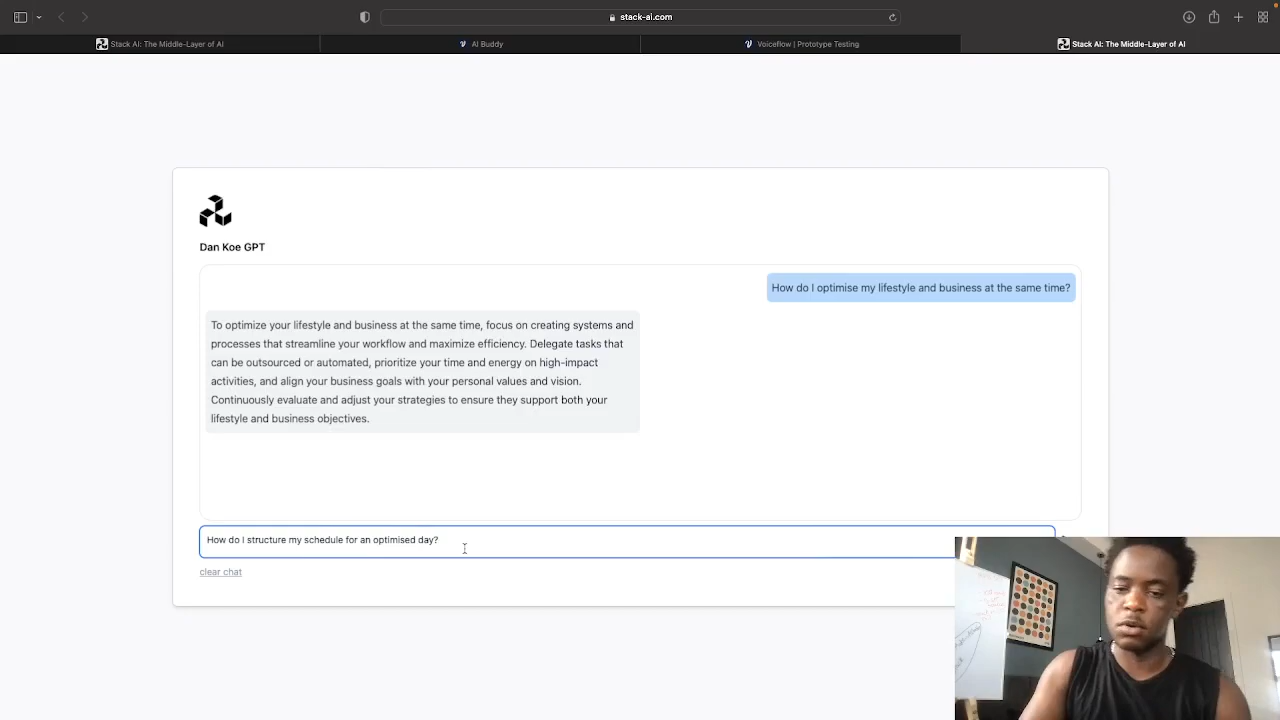 stack-ai.com
Stack AI: The Middle-Layer of AI
AI Buddy
Voiceflow | Prototype Testing
Stack AI: The Middle-Layer of AI
Dan Koe GPT
How do I optimise my lifestyle and business at the same time?
To optimize your lifestyle and business at the same time, focus on creating systems and
processes that streamline your workflow and maximize efficiency. Delegate tasks that
can be outsourced or automated, prioritize your time and energy on high-impact
activities, and align your business goals with your personal values and vision.
Continuously evaluate and adjust your strategies to ensure they support both your
lifestyle and business objectives.
How do I structure my schedule for an optimised day?
clear chat